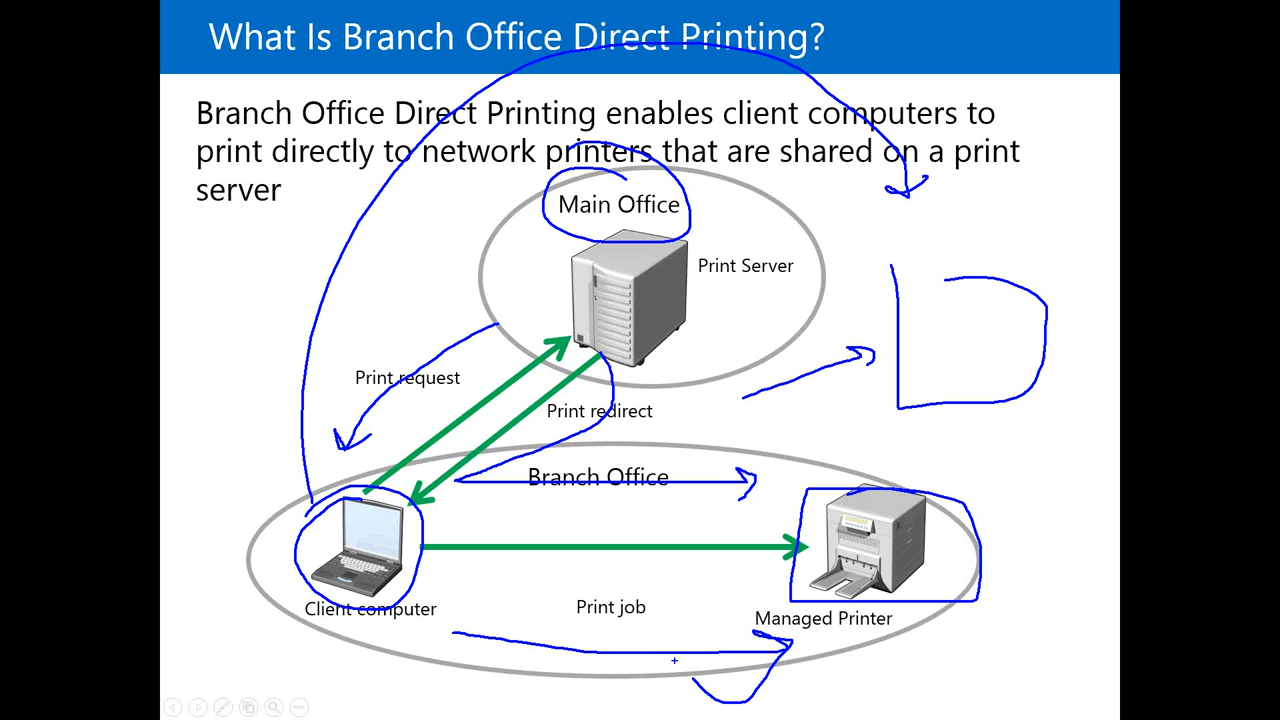 What Is Branch Office Direct Printing?
Branch Office Direct Printing enables client computers to
print directly to network printers that are shared on a print
server
Main Office
Print Server
Print request
Print redirect
Branch Office
Client computer
Print job
Managed Printer